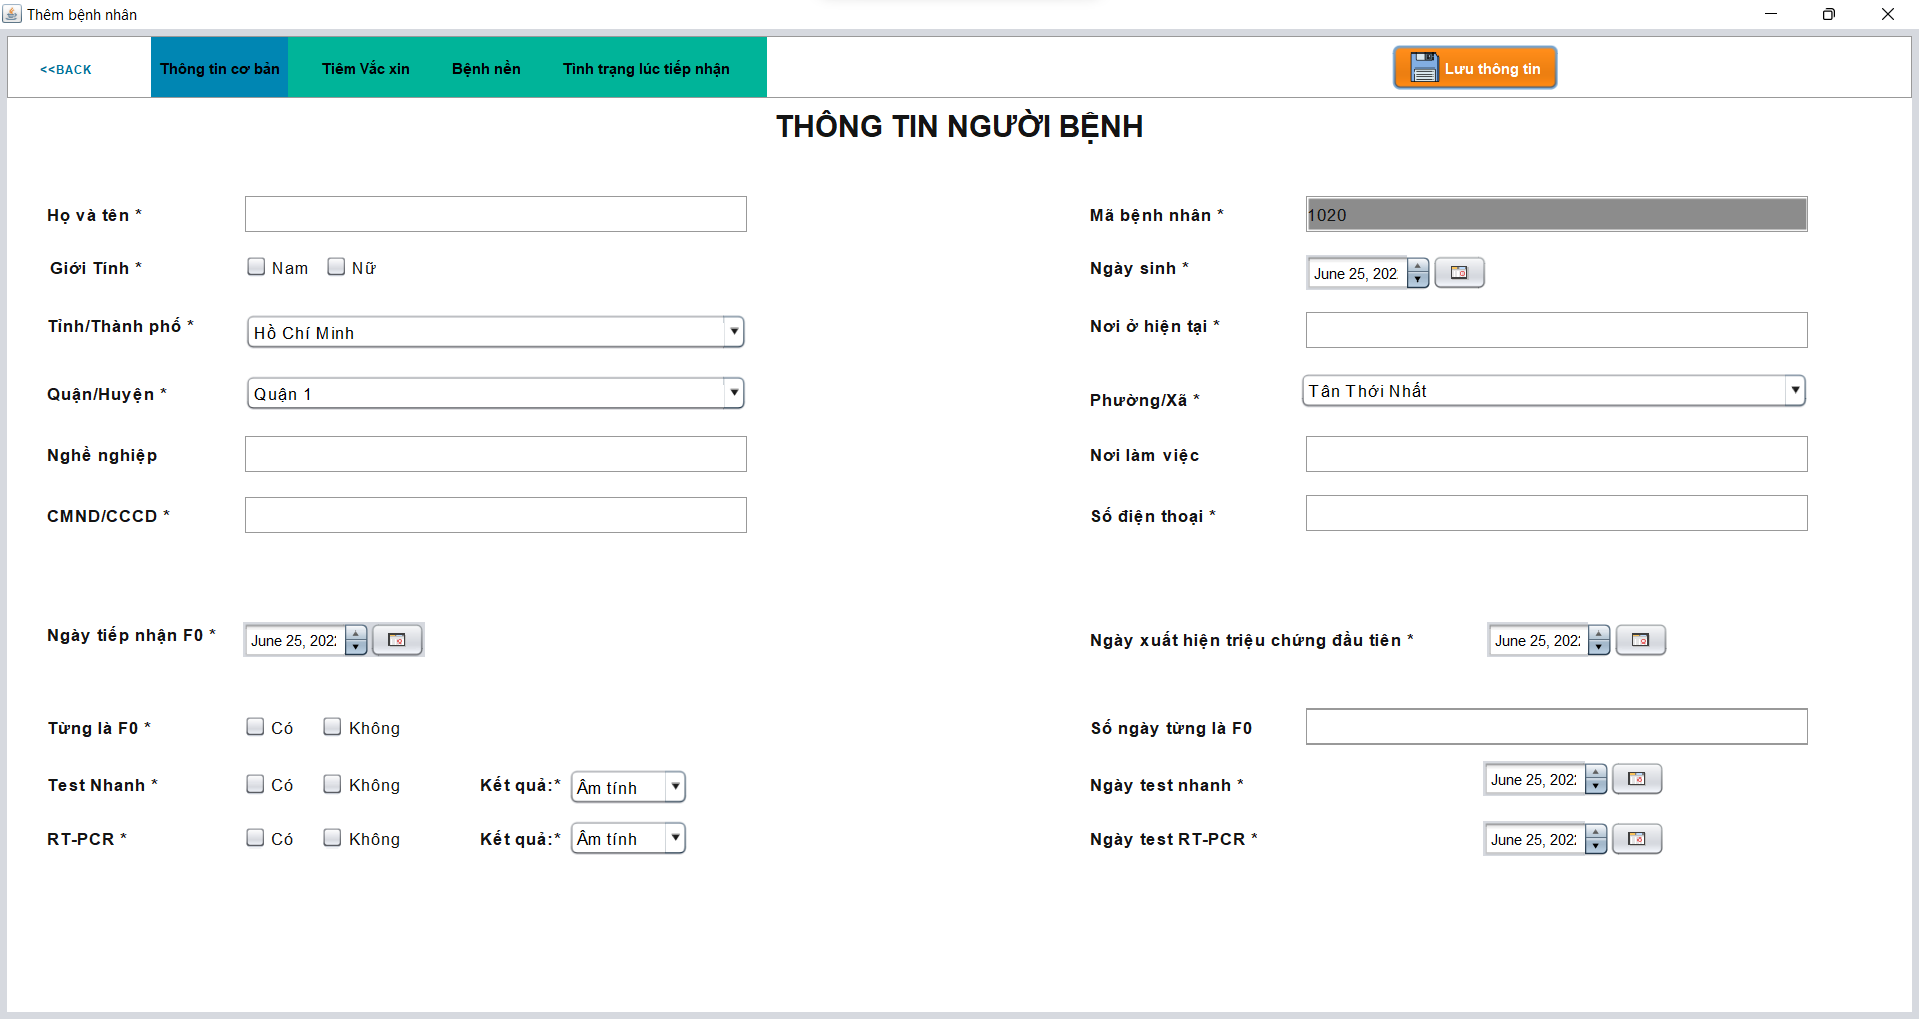 Thêm bệnh nhân
<<BACK Thông tin cơ bản Tiêm Vắc xin Bệnh nền Tình trạng lúc tiếp nhận Lưu thông tin
THÔNG TIN NGƯỜI BỆNH
Họ và tên * Mã bệnh nhân * 1020
Giới Tính * Nam Nữ Ngày sinh * June 25, 202
Tỉnh/Thành phố * Hồ Chí Minh Nơi ở hiện tại *
Quận/Huyện * Quận 1 Phường/Xã * Tân Thới Nhất
Nghề nghiệp Nơi làm việc
CMND/CCCD * Số điện thoại *
Ngày tiếp nhận F0 * June 25, 202 Ngày xuất hiện triệu chứng đầu tiên * June 25, 202
Từng là F0 * Có Không Số ngày từng là F0
Test Nhanh * Có Không Kết quả:* Âm tính Ngày test nhanh * June 25, 202
RT-PCR * Có Không Kết quả:* Âm tính Ngày test RT-PCR * June 25, 202